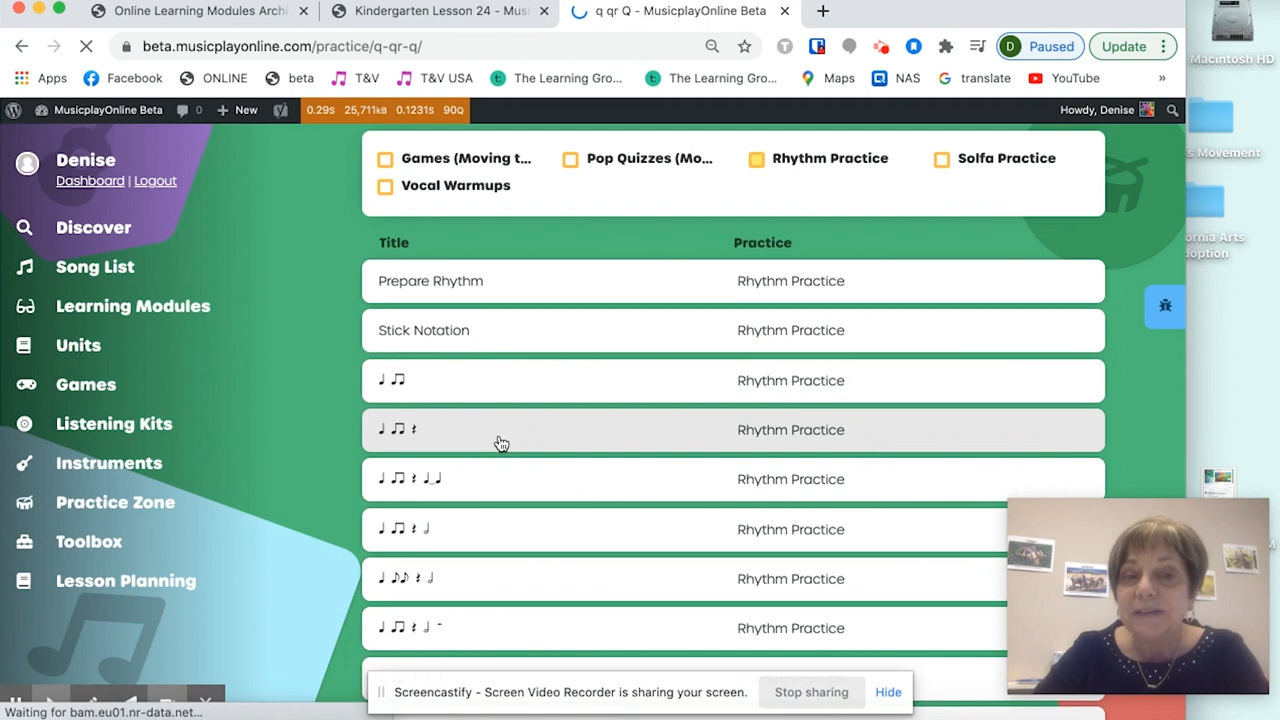 Online Learning Modules Archi
Kindergarten Lesson 24 - Musi
q qr Q - MusicplayOnline Beta
beta.musicplayonline.com/practice/q-qr-q/
D Paused
Update
Apps
Facebook
ONLINE
beta
T&V
T&V USA
The Learning Gro...
The Learning Gro...
Maps
NAS
translate
YouTube
»
MusicplayOnline Beta
0
New
0.29s 25,711kB 0.1231s 90Q
Howdy, Denise
Macintosh HD
s Movement
ornia Arts
doption
Denise
Dashboard | Logout
Discover
Song List
Learning Modules
Units
Games
Listening Kits
Instruments
Practice Zone
Toolbox
Lesson Planning
Games (Moving t...
Pop Quizzes (Mo...
Rhythm Practice
Solfa Practice
Vocal Warmups
Title Practice
Prepare Rhythm Rhythm Practice
Stick Notation Rhythm Practice
Rhythm Practice
Rhythm Practice
Rhythm Practice
Rhythm Practice
Rhythm Practice
Rhythm Practice
Screencastify - Screen Video Recorder is sharing your screen.
Stop sharing
Hide
Waiting for bam.eu01.nr-data.net...